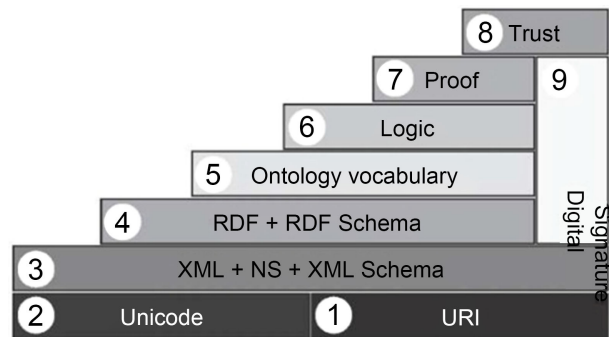 8 Trust
7 Proof
9
6 Logic
5 Ontology vocabulary
4 RDF + RDF Schema
Digital
Signature
3 XML + NS + XML Schema
2 Unicode
1 URI